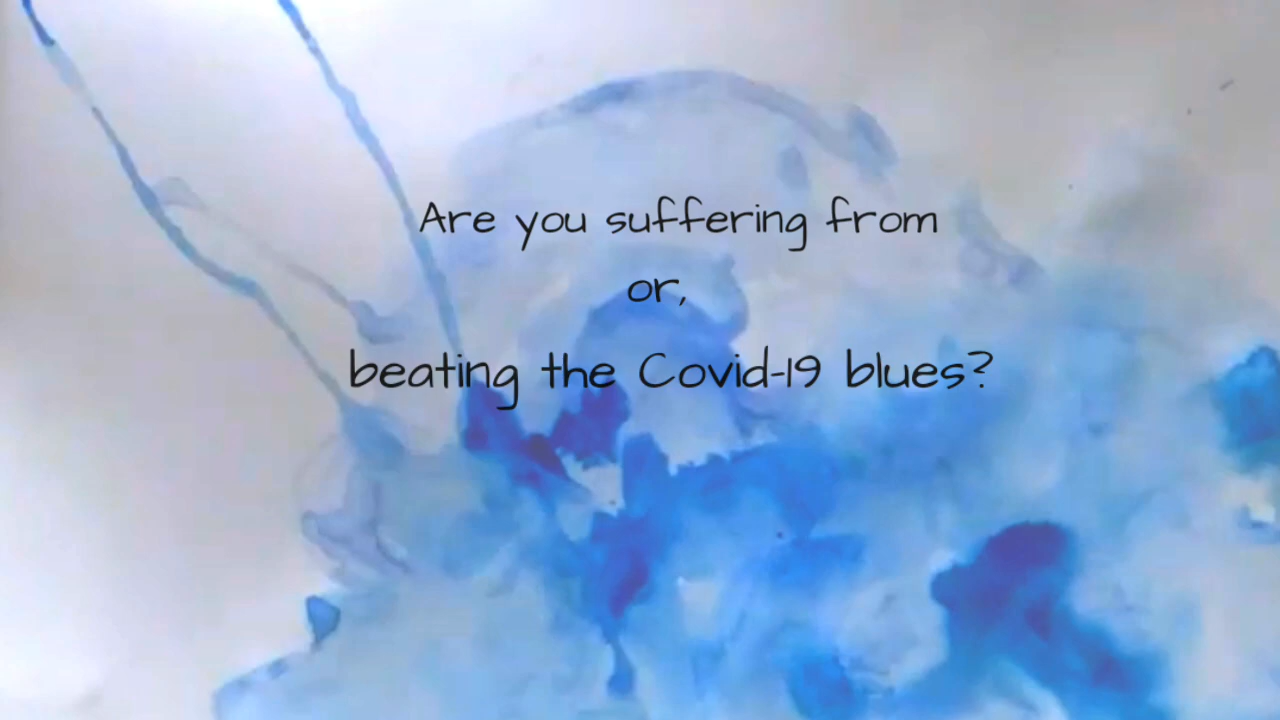 Are you suffering from
or,
beating the Covid-19 blues?